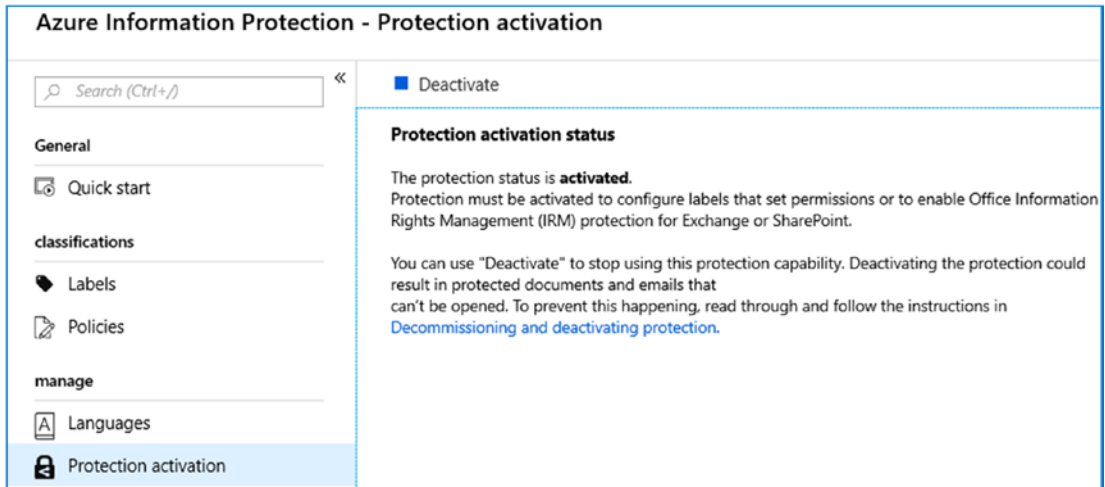 Azure Information Protection - Protection activation
Search (Ctrl+/)
«
General
Quick start
classifications
Labels
Policies
manage
Languages
Protection activation
Deactivate
Protection activation status
The protection status is activated.
Protection must be activated to configure labels that set permissions or to enable Office Information
Rights Management (IRM) protection for Exchange or SharePoint.
You can use "Deactivate" to stop using this protection capability. Deactivating the protection could
result in protected documents and emails that
can't be opened. To prevent this happening, read through and follow the instructions in
Decommissioning and deactivating protection.